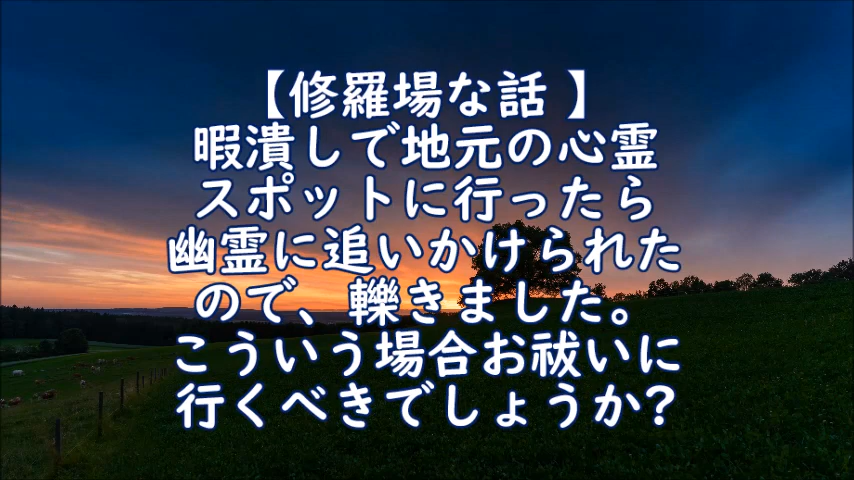 【修羅場な話 】
暇潰しで地元の心霊
スポットに行ったら
幽霊に追いかけられた
ので、轢きました。
こういう場合お祓いに
行くべきでしょうか?